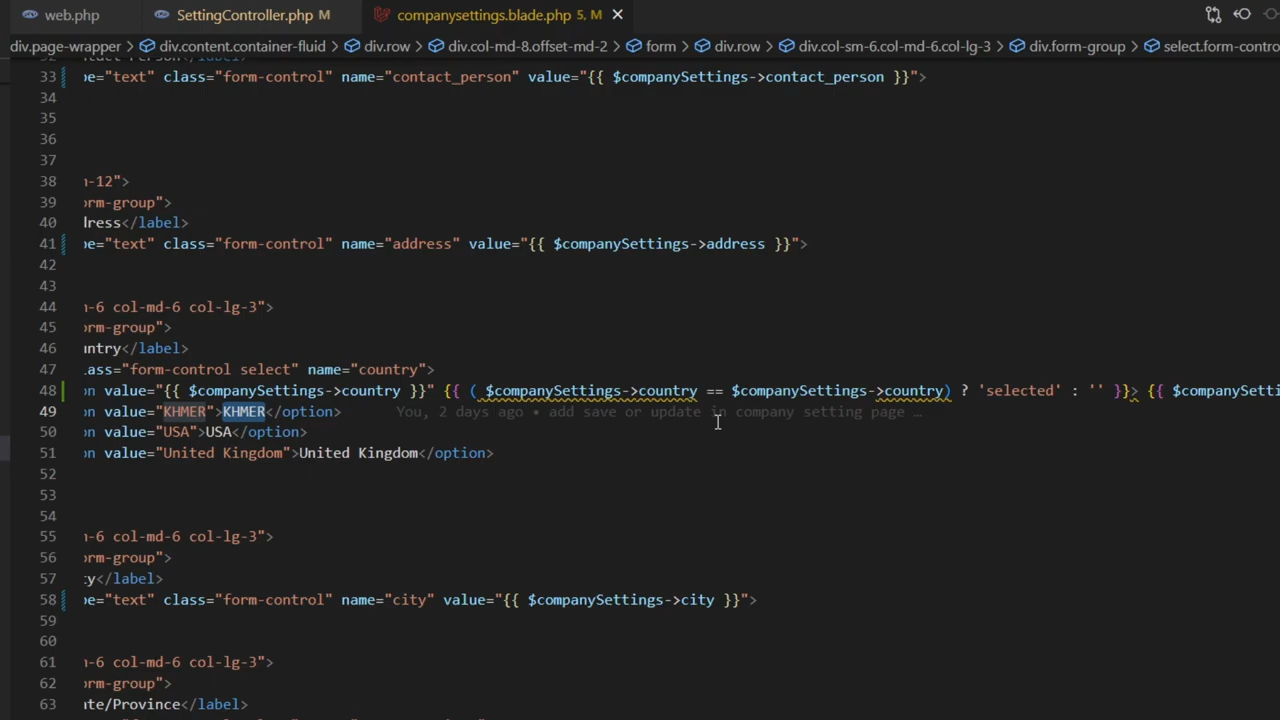 web.php SettingController.php M companysettings.blade.php 5, M
div.page-wrapper > div.content.container-fluid > div.row > div.col-md-8.offset-md-2 > form > div.row > div.col-sm-6.col-md-6.col-lg-3 > div.form-group > select.form-contro
33 pe="text" class="form-control" name="contact_person" value="{{ $companySettings->contact_person }}">
34
35
36
37
38 n-12">
39 orm-group">
40 dress</label>
41 pe="text" class="form-control" name="address" value="{{ $companySettings->address }}">
42
43
44 n-6 col-md-6 col-lg-3">
45 orm-group">
46 untry</label>
47 lass="form-control select" name="country">
48 on value="{{ $companySettings->country }}" {{ ( $companySettings->country == $companySettings->country) ? 'selected' : '' }}> {{ $companySetti
49 on value="KHMER">KHMER</option> You, 2 days ago • add save or update in company setting page …
50 on value="USA">USA</option>
51 on value="United Kingdom">United Kingdom</option>
52
53
54
55 n-6 col-md-6 col-lg-3">
56 orm-group">
57 ty</label>
58 pe="text" class="form-control" name="city" value="{{ $companySettings->city }}">
59
60
61 n-6 col-md-6 col-lg-3">
62 orm-group">
63 ate/Province</label>